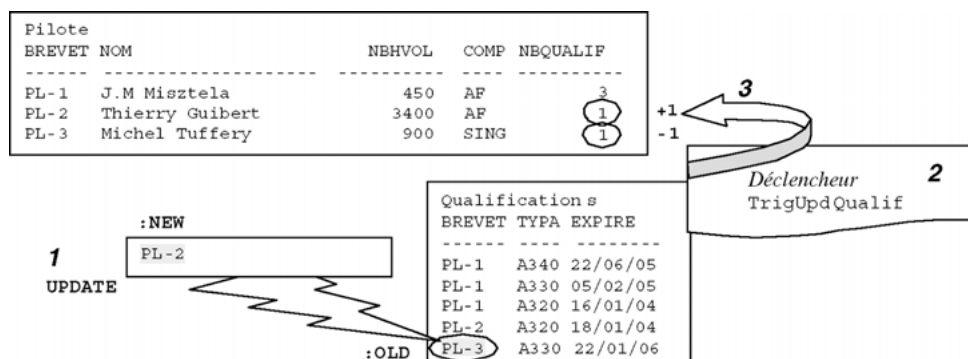 Pilote
BREVET NOM NBHVOL COMP NBQUALIF
------ -------------------- ---------- ---- ----------
PL-1 J.M Misztela 450 AF 3
PL-2 Thierry Guibert 3400 AF 1 +1
PL-3 Michel Tuffery 900 SING 1 -1
3
Déclencheur
TrigUpdQualif
2
Qualifications
BREVET TYPA EXPIRE
------ ---- --------
PL-1 A340 22/06/05
PL-1 A330 05/02/05
PL-1 A320 16/01/04
PL-2 A320 18/01/04
PL-3 A330 22/01/06
:NEW
PL-2
1
UPDATE
:OLD